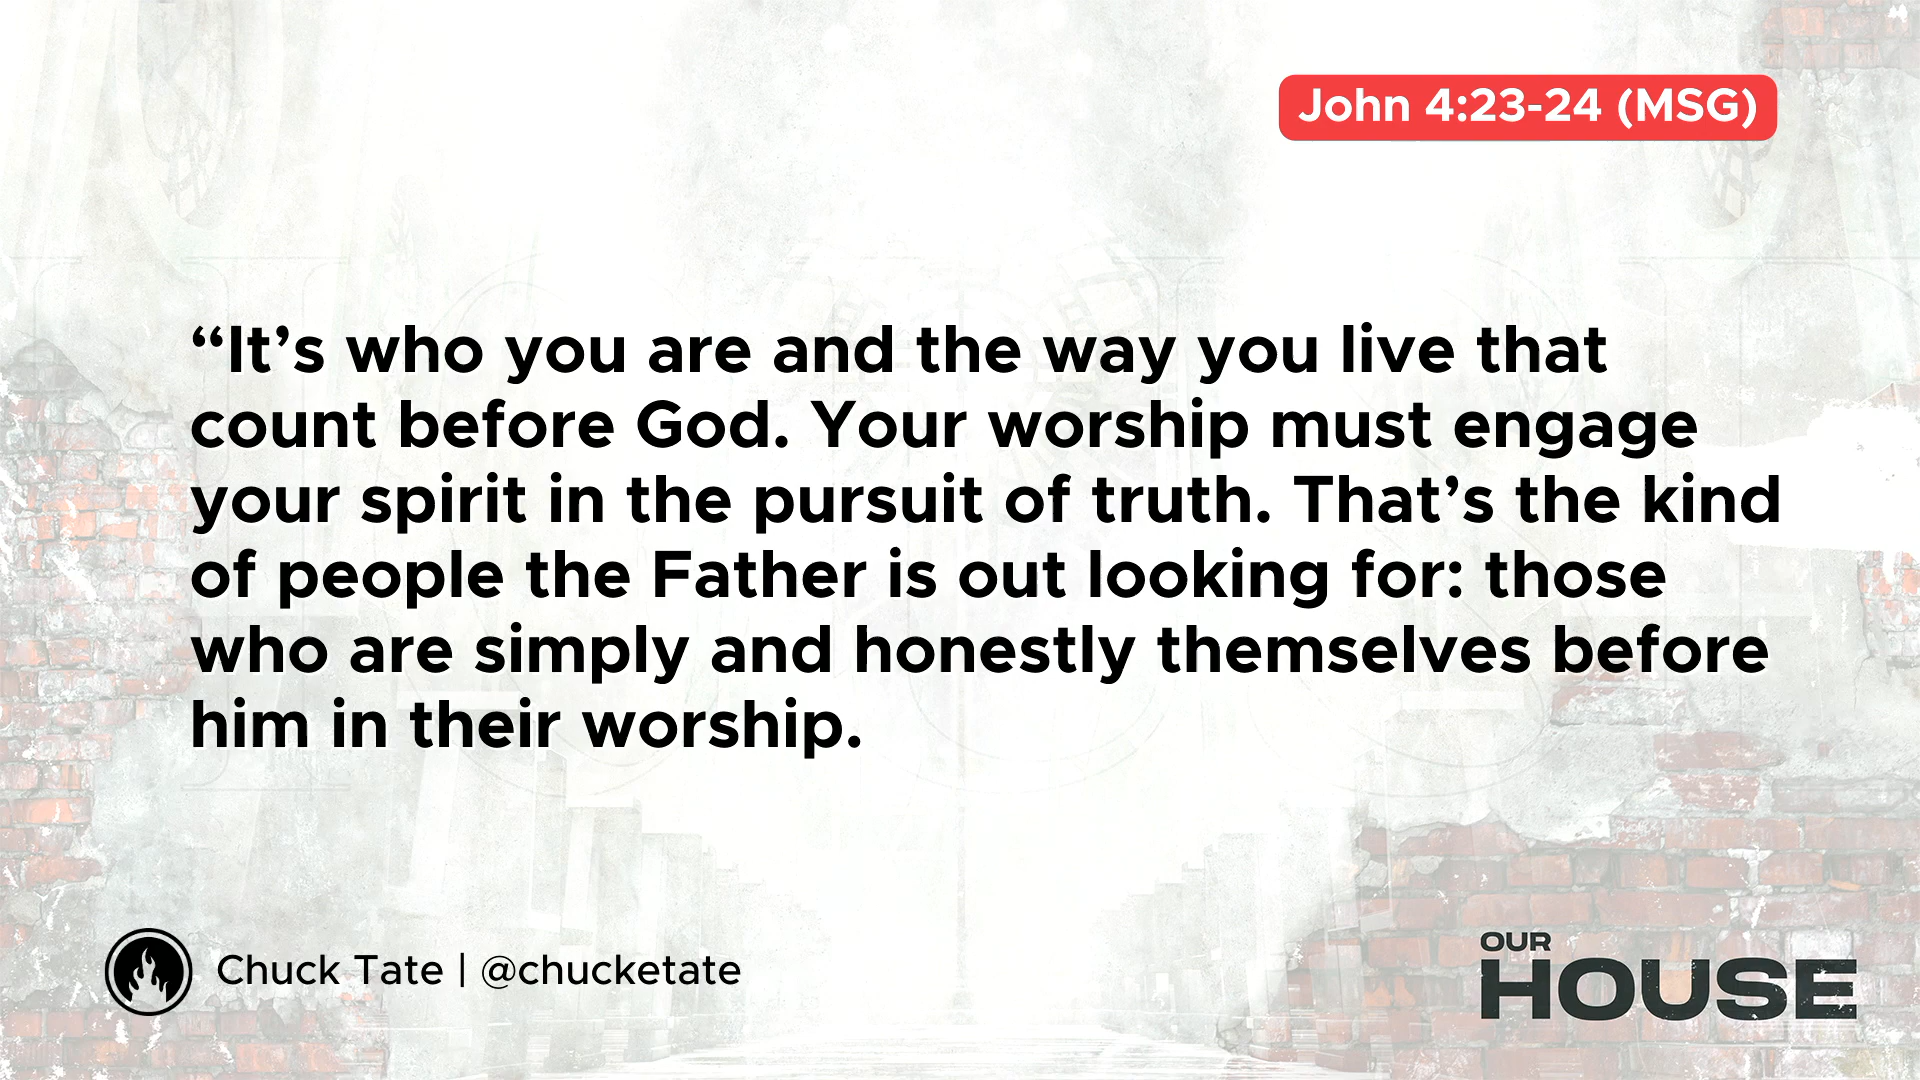 John 4:23-24 (MSG)
“It’s who you are and the way you live that
count before God. Your worship must engage
your spirit in the pursuit of truth. That’s the kind
of people the Father is out looking for: those
who are simply and honestly themselves before
him in their worship.
Chuck Tate | @chucketate
OUR
HOUSE